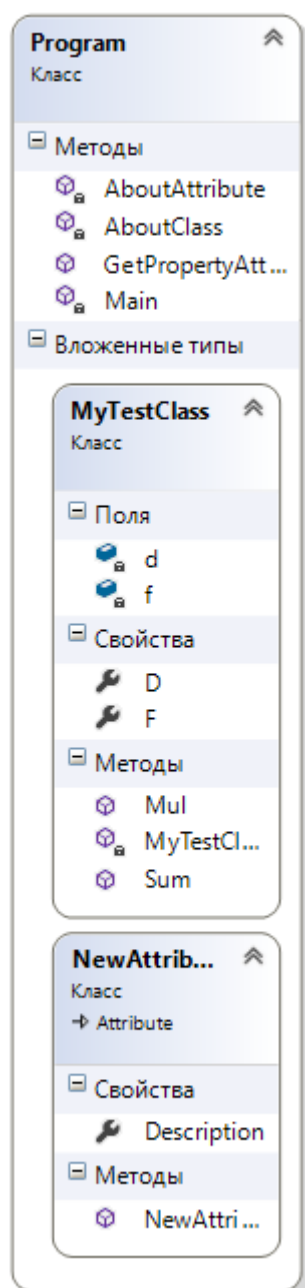 Program
Класс
Методы
AboutAttribute
AboutClass
GetPropertyAtt...
Main
Вложенные типы
MyTestClass
Класс
Поля
d
f
Свойства
D
F
Методы
Mul
MyTestCl...
Sum
NewAttrib...
Класс
Attribute
Свойства
Description
Методы
NewAttri...